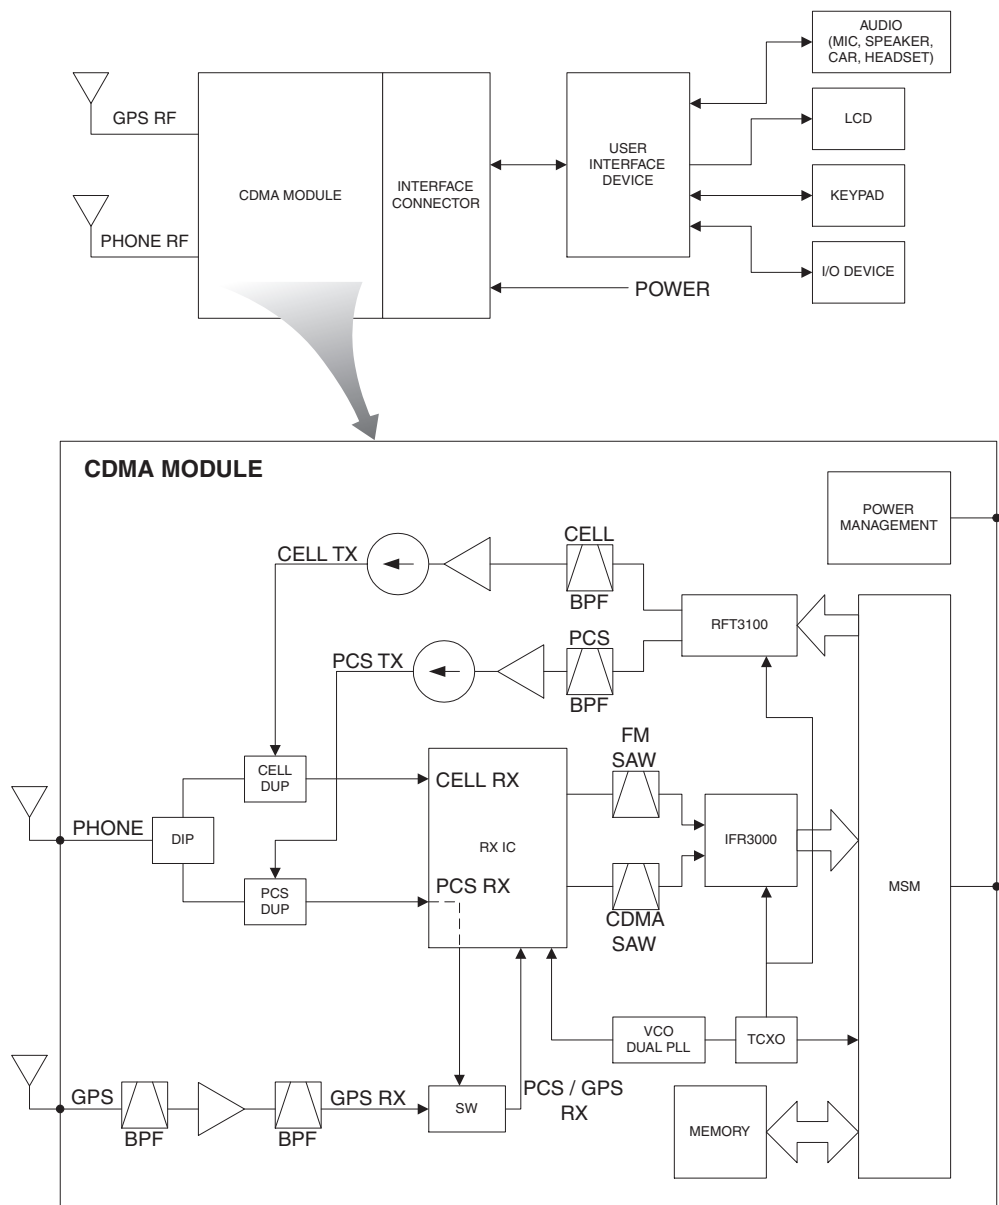 AUDIO
(MIC, SPEAKER,
CAR, HEADSET)
GPS RF
LCD
USER
INTERFACE
DEVICE
CDMA MODULE
INTERFACE
CONNECTOR
KEYPAD
PHONE RF
I/O DEVICE
POWER
CDMA MODULE
POWER
MANAGEMENT
CELL TX
CELL
BPF
RFT3100
PCS TX
PCS
BPF
FM
SAW
CELL
DUP
CELL RX
PHONE
DIP
RX IC
IFR3000
PCS
DUP
PCS RX
MSM
CDMA
SAW
VCO
DUAL PLL
TCXO
GPS
BPF
BPF
GPS RX
SW
PCS / GPS
RX
MEMORY